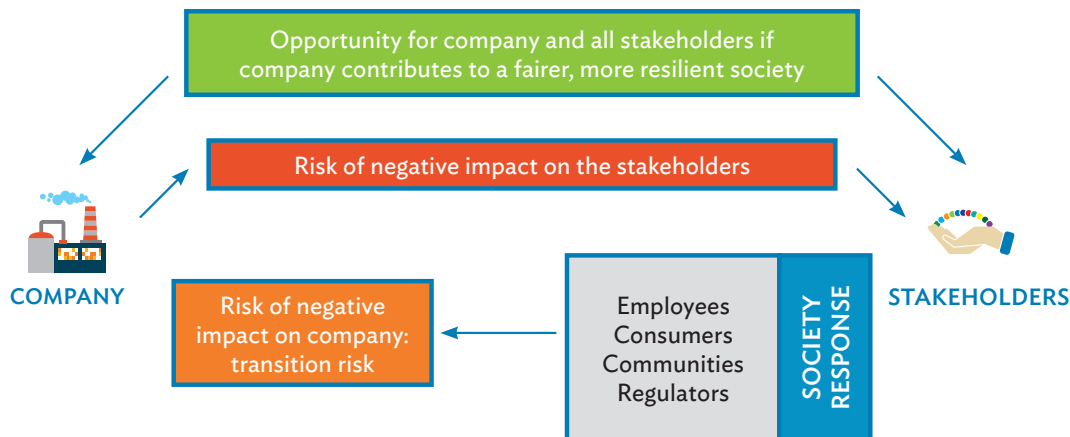 Opportunity for company and all stakeholders if
company contributes to a fairer, more resilient society
Risk of negative impact on the stakeholders
COMPANY
STAKEHOLDERS
Risk of negative
impact on company:
transition risk
Employees
Consumers
Communities
Regulators
SOCIETY
RESPONSE